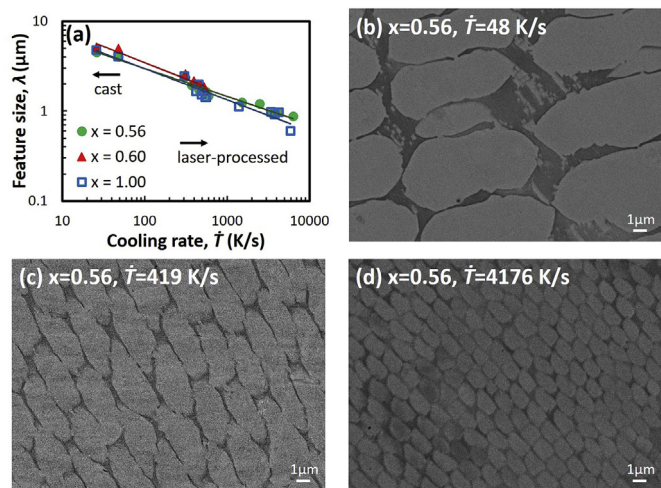 (a)
Feature size, λ (μm)
10
1
0.1
cast
x = 0.56
x = 0.60
x = 1.00
laser-processed
10 100 1000 10000
Cooling rate, Ṫ (K/s)
(b) x=0.56, Ṫ=48 K/s
1μm
(c) x=0.56, Ṫ=419 K/s
1μm
(d) x=0.56, Ṫ=4176 K/s
1μm